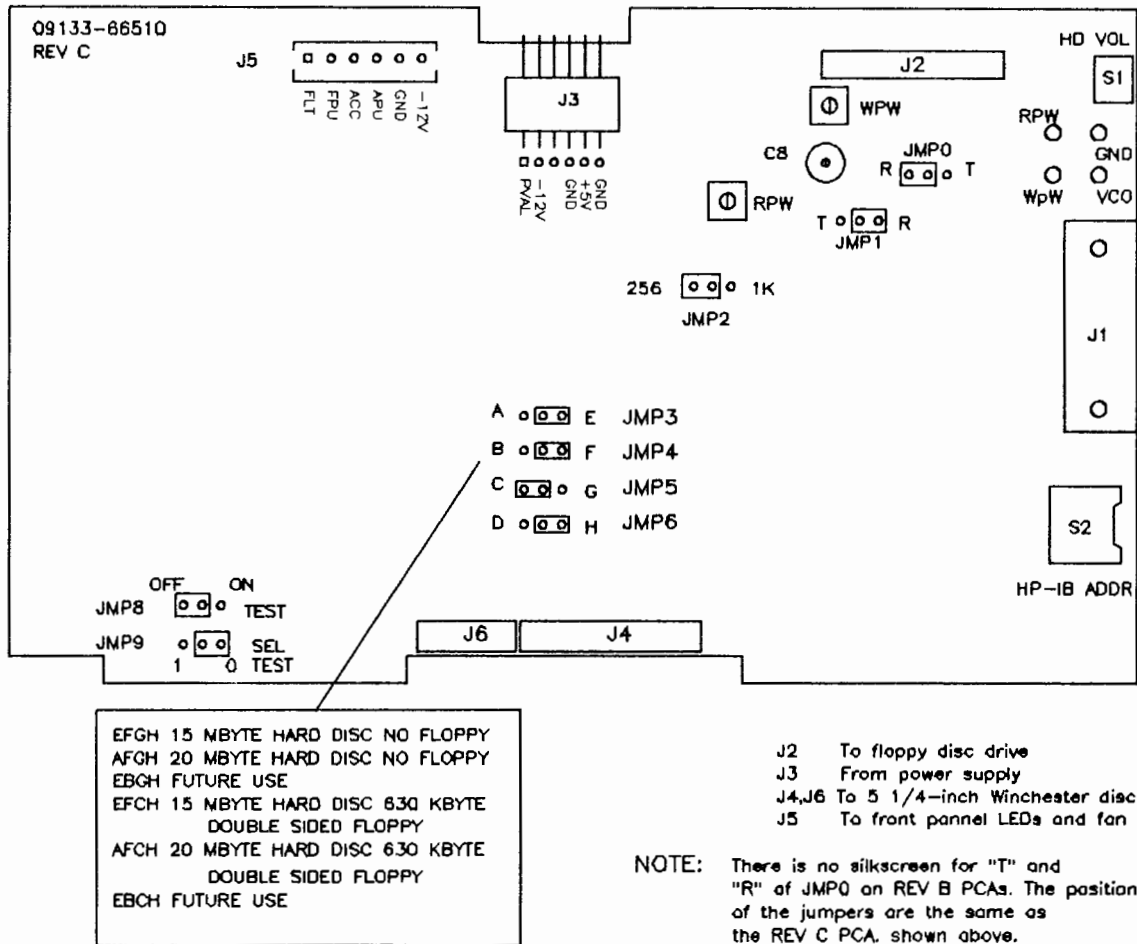 09133-66510
REV C
J5
FLT
FPU
ACC
APU
GND
-12V
J3
PVAL
-12V
GND
+5V
GND
J2
HD VOL
S1
WPW
C8
JMP0
R T
RPW
GND
WpW VCO
RPW
T R
JMP1
256 1K
JMP2
J1
A E JMP3
B F JMP4
C G JMP5
D H JMP6
S2
HP-IB ADDR
OFF ON
JMP8 TEST
JMP9 SEL
1 0 TEST
J6 J4
EFGH 15 MBYTE HARD DISC NO FLOPPY
AFGH 20 MBYTE HARD DISC NO FLOPPY
EBGH FUTURE USE
EFCH 15 MBYTE HARD DISC 630 KBYTE
DOUBLE SIDED FLOPPY
AFCH 20 MBYTE HARD DISC 630 KBYTE
DOUBLE SIDED FLOPPY
EBCH FUTURE USE
J2 To floppy disc drive
J3 From power supply
J4,J6 To 5 1/4-inch Winchester disc
J5 To front pannel LEDs and fan
NOTE: There is no silkscreen for "T" and
"R" of JMP0 on REV B PCAs. The position
of the jumpers are the same as
the REV C PCA. shown above.